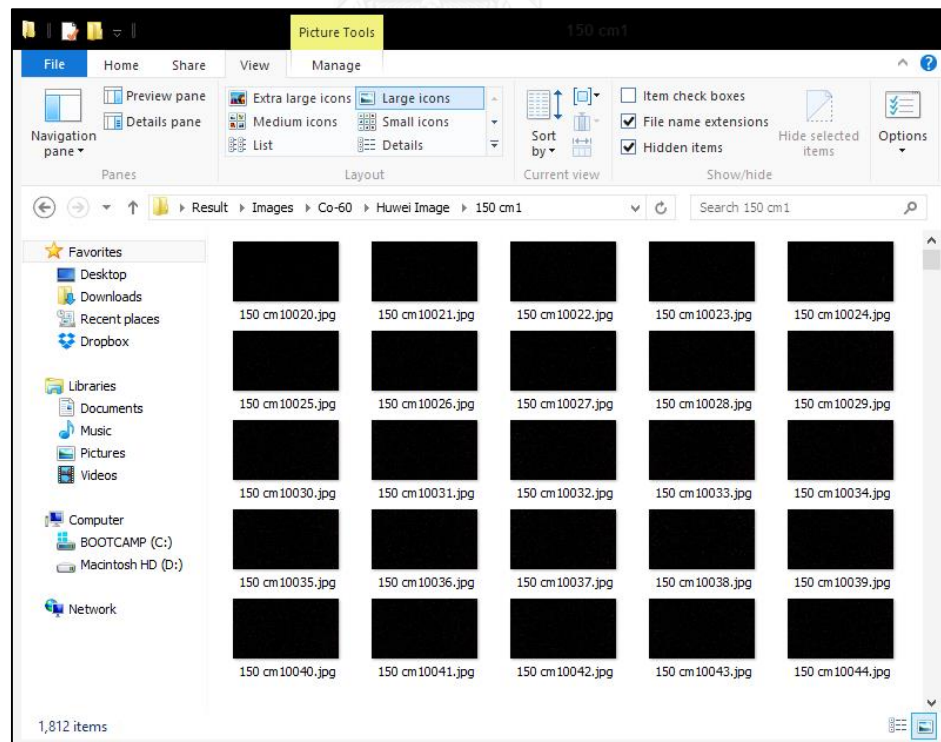 Picture Tools
150 cm1
File Home Share View Manage
Navigation pane
Preview pane
Details pane
Panes
Extra large icons
Large icons
Medium icons
Small icons
List
Details
Layout
Sort by
Current view
Item check boxes
File name extensions
Hidden items
Hide selected items
Show/hide
Options
Result Images Co-60 Huwei Image 150 cm1
Search 150 cm1
Favorites
Desktop
Downloads
Recent places
Dropbox
Libraries
Documents
Music
Pictures
Videos
Computer
BOOTCAMP (C:)
Macintosh HD (D:)
Network
150 cm10020.jpg 150 cm10021.jpg 150 cm10022.jpg 150 cm10023.jpg 150 cm10024.jpg
150 cm10025.jpg 150 cm10026.jpg 150 cm10027.jpg 150 cm10028.jpg 150 cm10029.jpg
150 cm10030.jpg 150 cm10031.jpg 150 cm10032.jpg 150 cm10033.jpg 150 cm10034.jpg
150 cm10035.jpg 150 cm10036.jpg 150 cm10037.jpg 150 cm10038.jpg 150 cm10039.jpg
150 cm10040.jpg 150 cm10041.jpg 150 cm10042.jpg 150 cm10043.jpg 150 cm10044.jpg
1,812 items